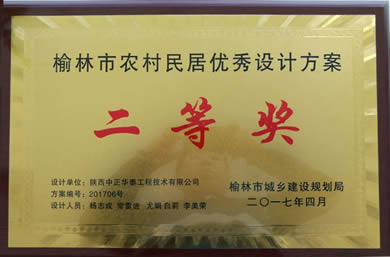 榆林市农村民居优秀设计方案
二等奖
设计单位：陕西中正华泰工程技术有限公司
方案编号：201706号
设计人员：杨志成 常重进 尤娟 白莉 李美荣
榆林市城乡建设规划局
二〇一七年四月